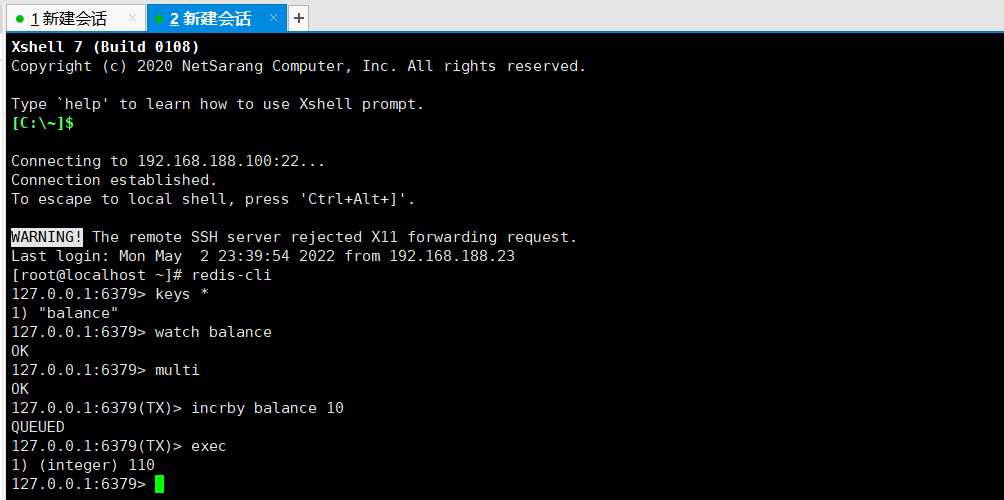 1 新建会话 × 2 新建会话 × +
Xshell 7 (Build 0108)
Copyright (c) 2020 NetSarang Computer, Inc. All rights reserved.
Type `help' to learn how to use Xshell prompt.
[C:\~]$
Connecting to 192.168.188.100:22...
Connection established.
To escape to local shell, press 'Ctrl+Alt+]'.
WARNING! The remote SSH server rejected X11 forwarding request.
Last login: Mon May  2 23:39:54 2022 from 192.168.188.23
[root@localhost ~]# redis-cli
127.0.0.1:6379> keys *
1) "balance"
127.0.0.1:6379> watch balance
OK
127.0.0.1:6379> multi
OK
127.0.0.1:6379(TX)> incrby balance 10
QUEUED
127.0.0.1:6379(TX)> exec
1) (integer) 110
127.0.0.1:6379>